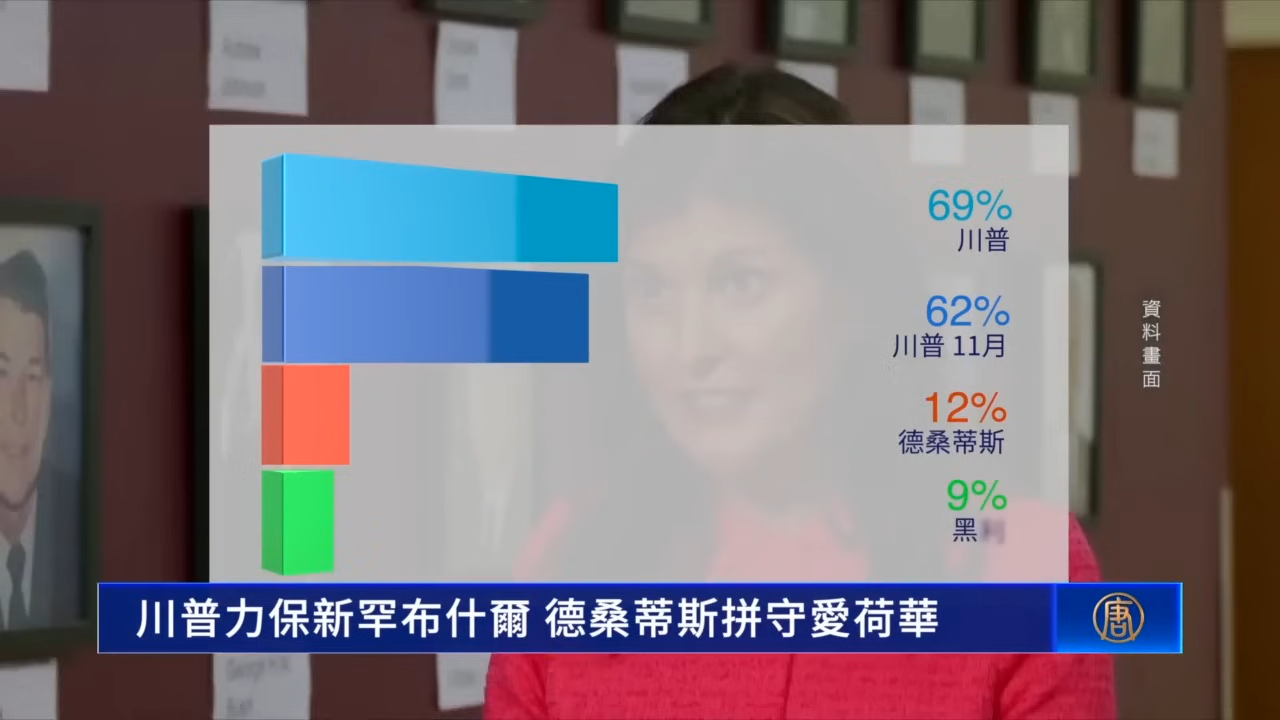 69%
川普
62%
川普 11月
12%
德桑蒂斯
9%
黑
資料畫面
川普力保新罕布什爾 德桑蒂斯拼守愛荷華
唐